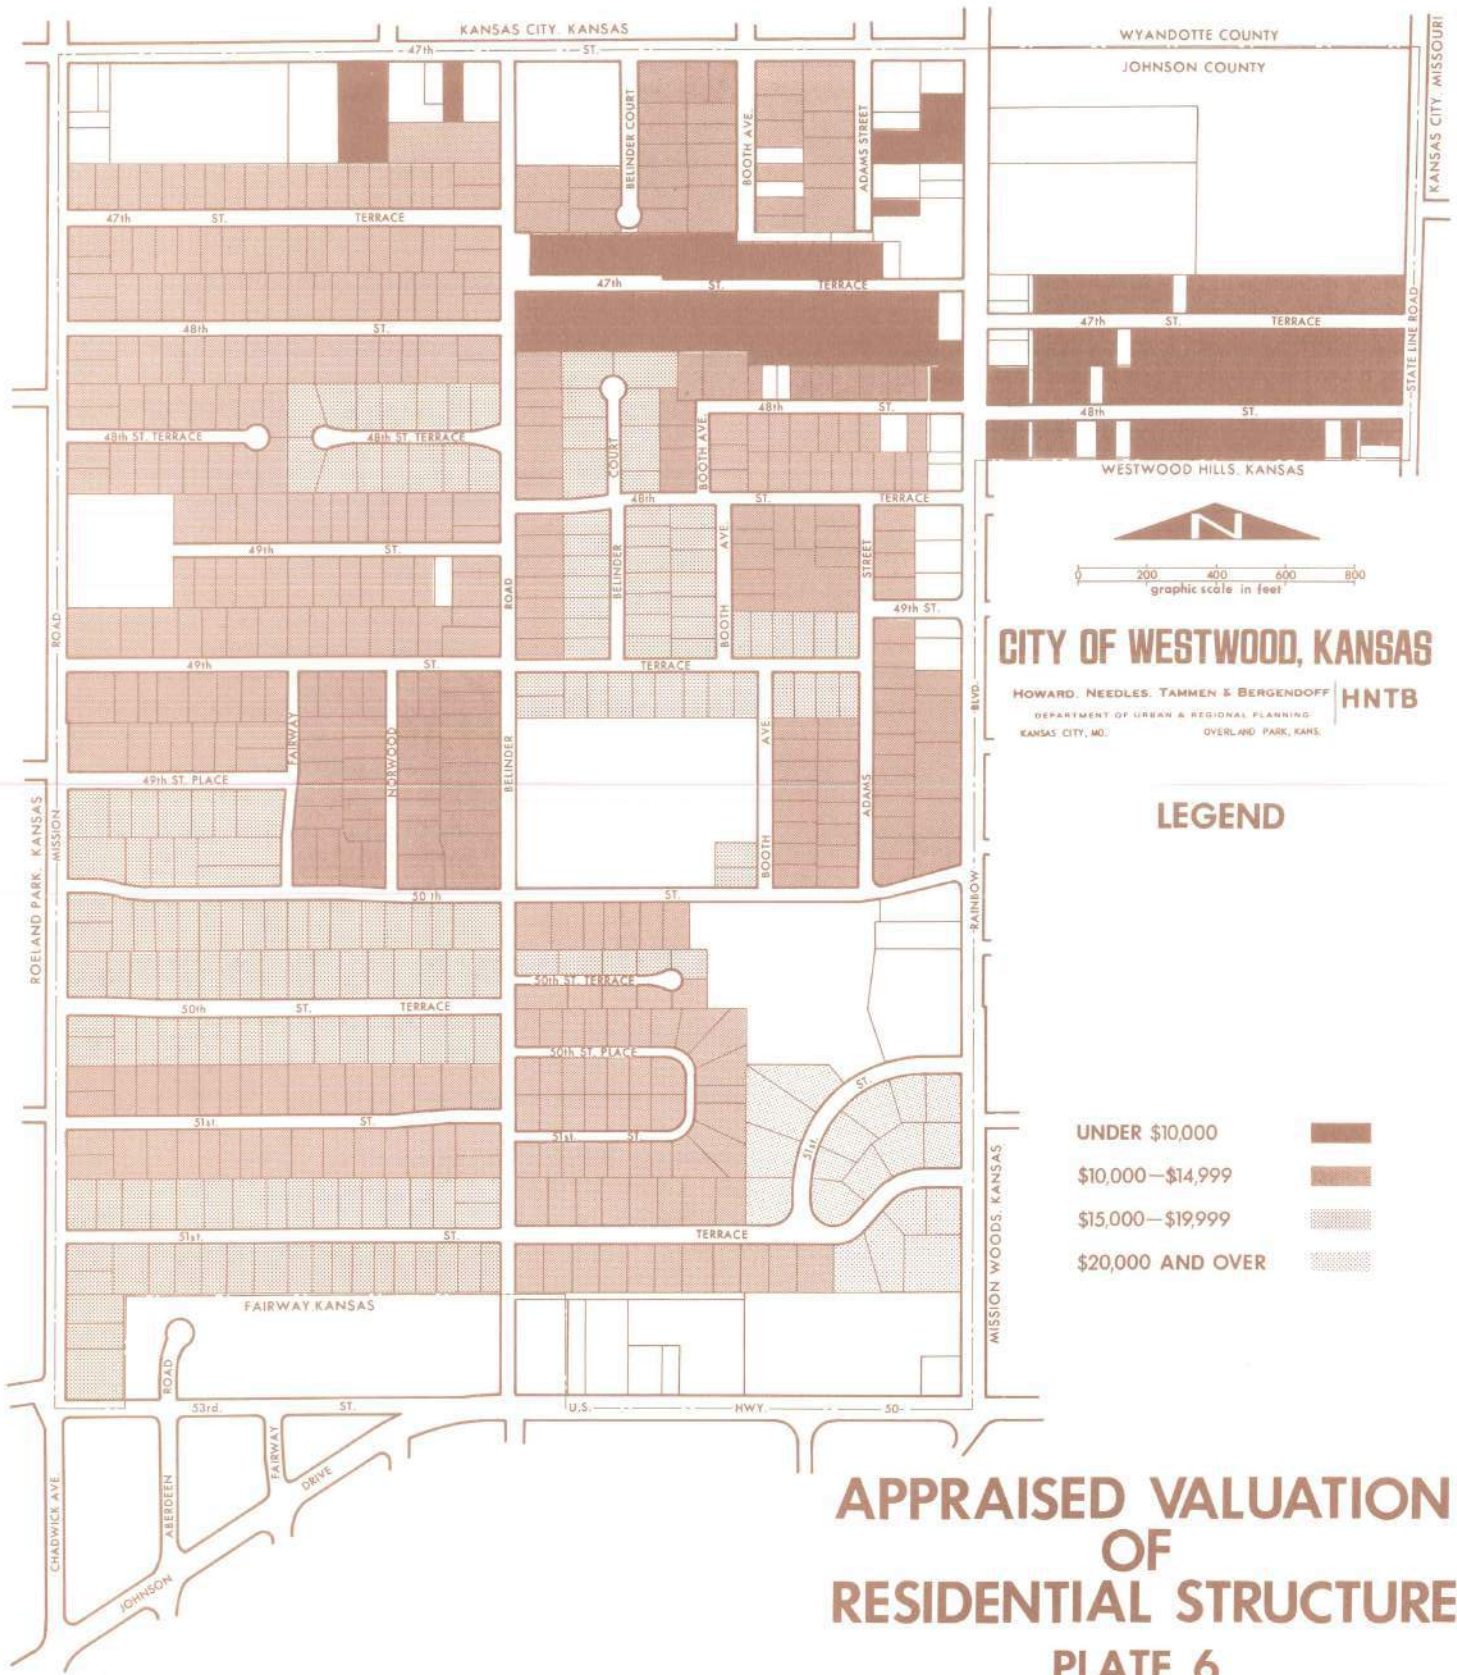 KANSAS CITY, KANSAS
47th ST.
WYANDOTTE COUNTY
JOHNSON COUNTY
KANSAS CITY, MISSOURI
BELINDER COURT
BOOTH AVE.
ADAMS STREET
47th ST. TERRACE
47th ST. TERRACE
47th ST. TERRACE
STATE LINE ROAD
48th ST.
48th ST.
48th ST.
48th ST. TERRACE
48th ST. TERRACE
COURT
BOOTH AVE.
WESTWOOD HILLS, KANSAS
48th ST. TERRACE
N
49th ST.
ROAD
ROAD
BELINDER
BOOTH AVE
STREET
0 200 400 600 800
graphic scale in feet
49th ST.
49th ST. TERRACE
CITY OF WESTWOOD, KANSAS
HOWARD, NEEDLES, TAMMEN & BERGENDOFF
HNTB
DEPARTMENT OF URBAN & REGIONAL PLANNING
KANSAS CITY, MO. OVERLAND PARK, KANS.
FAIRWAY
NORWOOD
BELINDER
BOOTH AVE
ADAMS
BLVD.
RAINBOW
49th ST. PLACE
ROELAND PARK, KANSAS
MISSION
LEGEND
50th ST.
50th ST. TERRACE
50th ST. TERRACE
50th ST. PLACE
51st. ST.
51st. ST.
51st. ST.
51st. ST. TERRACE
MISSION WOODS, KANSAS
UNDER $10,000
$10,000—$14,999
$15,000—$19,999
$20,000 AND OVER
FAIRWAY KANSAS
ROAD
53rd. ST.
U.S. HWY. 50
CHADWICK AVE.
ABERDEEN
FAIRWAY
JOHNSON DRIVE
APPRAISED VALUATION
OF
RESIDENTIAL STRUCTURE
PLATE 6